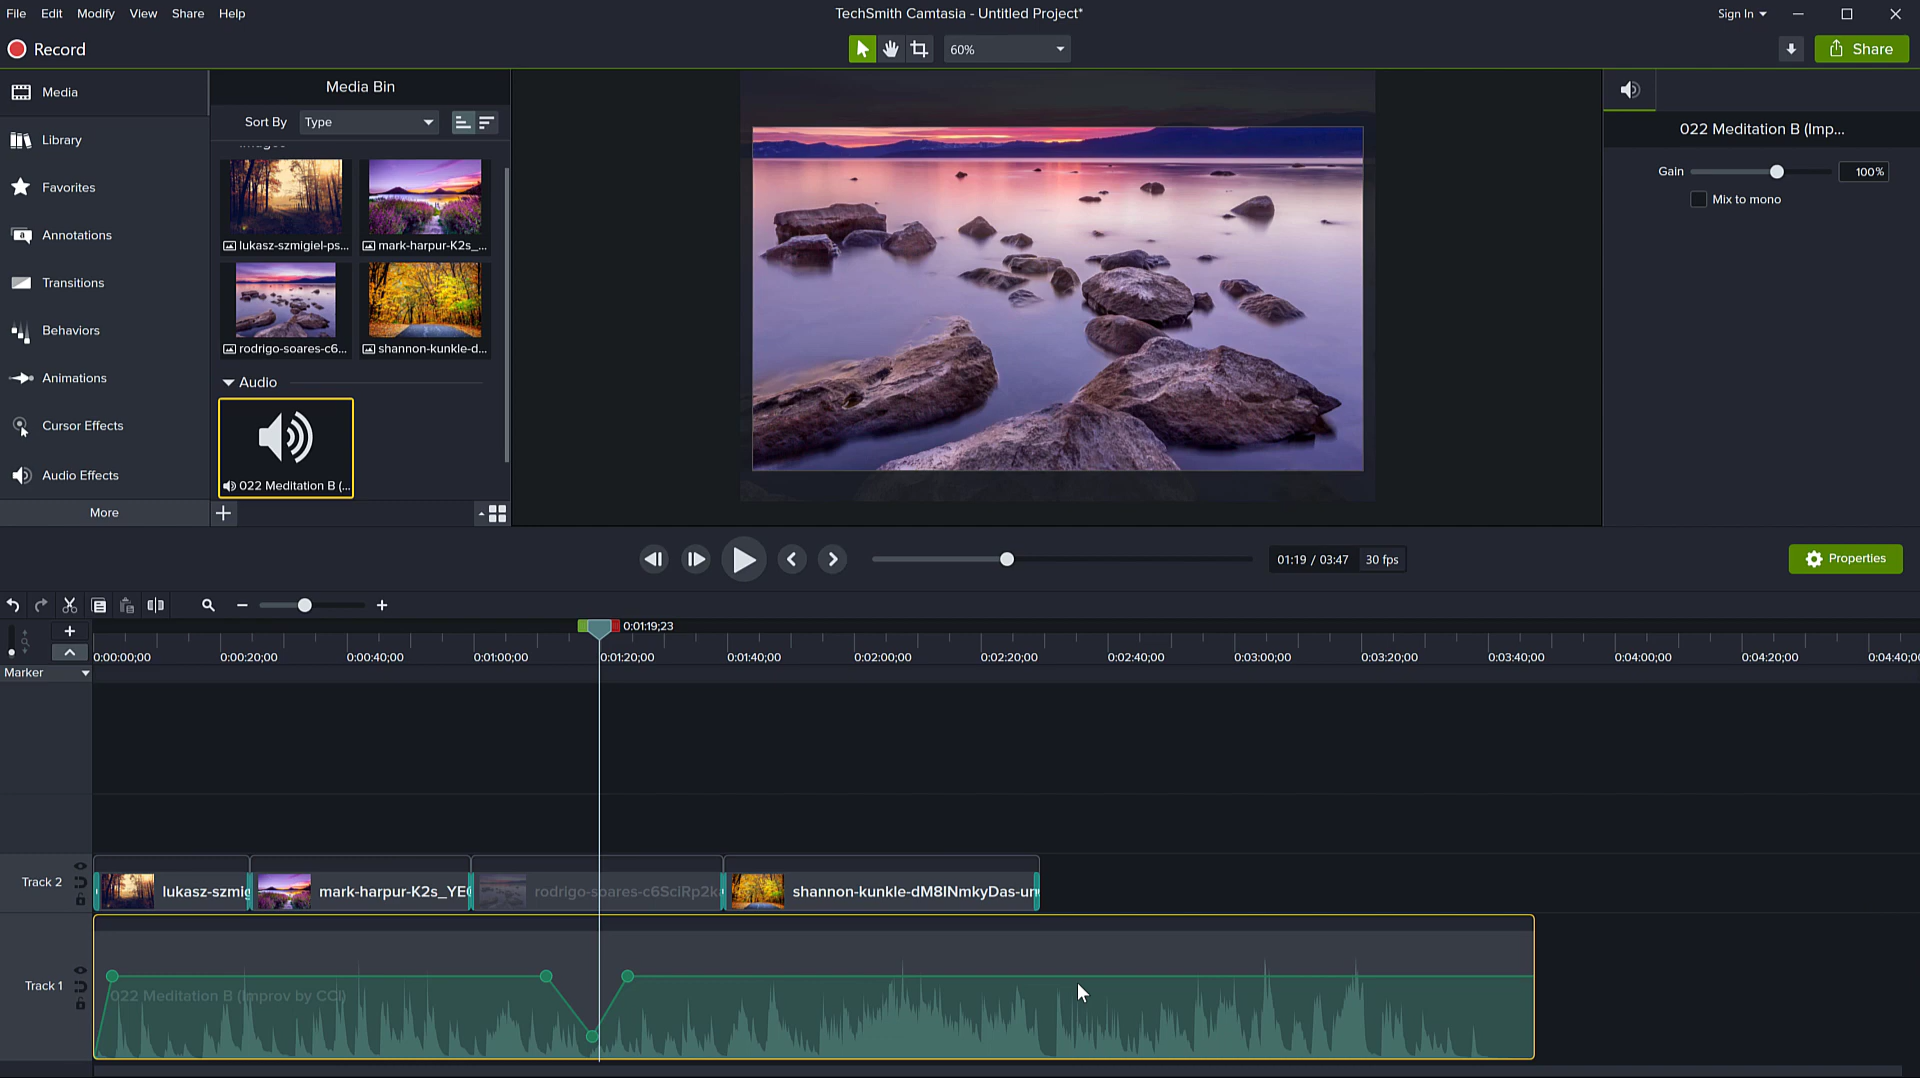 File Edit Modify View Share Help
TechSmith Camtasia - Untitled Project*
Sign In
Record
60%
Share
Media
Library
Favorites
Annotations
Transitions
Behaviors
Animations
Cursor Effects
Audio Effects
More
Media Bin
Sort By Type
Images
lukasz-szmigiel-ps... mark-harpur-K2s_...
rodrigo-soares-c6... shannon-kunkle-d...
Audio
022 Meditation B (...
022 Meditation B (Imp...
Gain 100%
Mix to mono
01:19 / 03:47 30 fps
Properties
0:01:19;23
0:00:00;00 0:00:20;00 0:00:40;00 0:01:00;00 0:01:20;00 0:01:40;00 0:02:00;00 0:02:20;00 0:02:40;00 0:03:00;00 0:03:20;00 0:03:40;00 0:04:00;00 0:04:20;00 0:04:40;0
Marker
Track 2
lukasz-szmig mark-harpur-K2s_YE rodrigo-soares-c6SciRp2k shannon-kunkle-dM8INmkyDas-un
Track 1
022 Meditation B (Improv by CC)